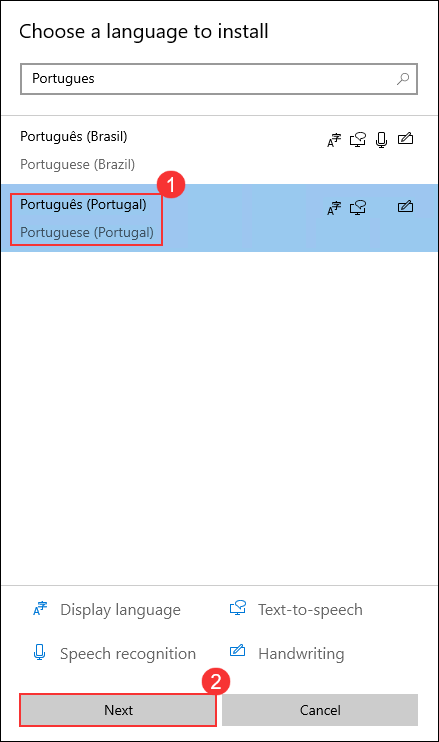 Choose a language to install
Portugues
Português (Brasil)
Portuguese (Brazil)
1
Português (Portugal)
Portuguese (Portugal)
Display language
Text-to-speech
Speech recognition
Handwriting
2
Next
Cancel